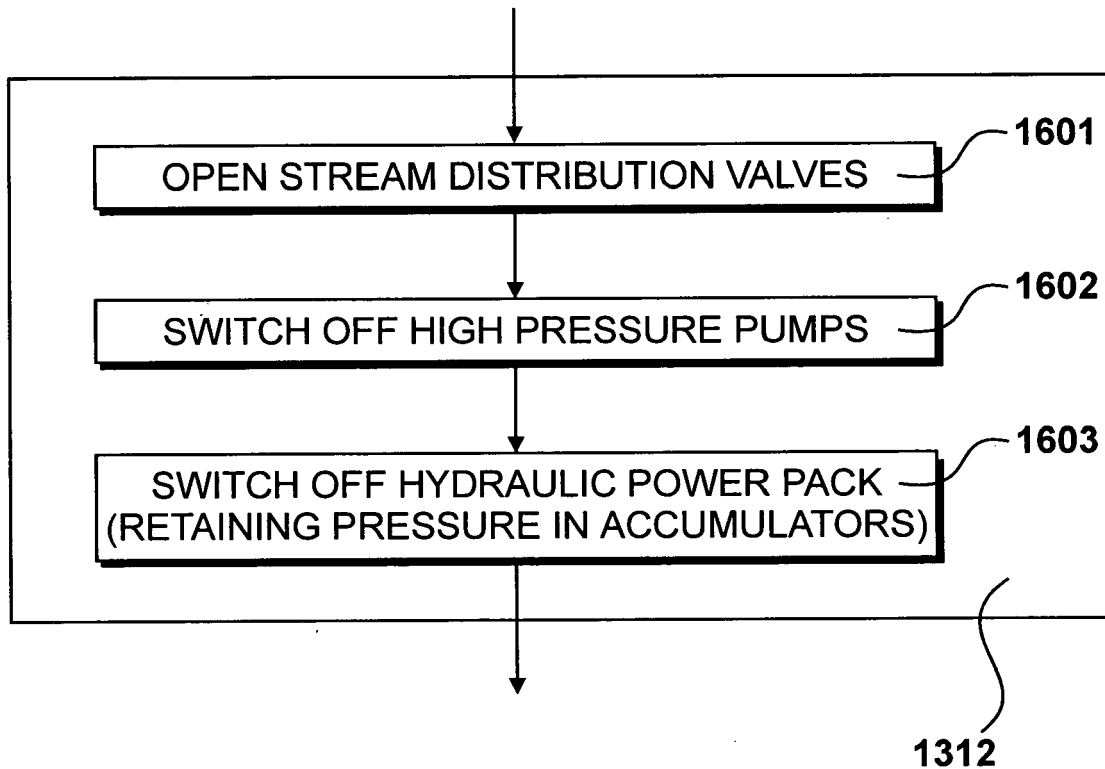 1601
OPEN STREAM DISTRIBUTION VALVES
1602
SWITCH OFF HIGH PRESSURE PUMPS
1603
SWITCH OFF HYDRAULIC POWER PACK
(RETAINING PRESSURE IN ACCUMULATORS)
1312